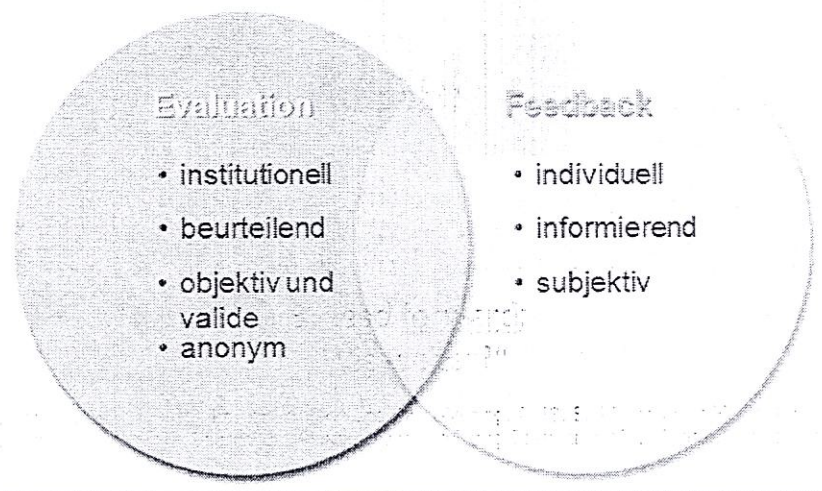 Evaluation
• institutionell
• beurteilend
• objektiv und
valide
• anonym
Feedback
• individuell
• informierend
• subjektiv